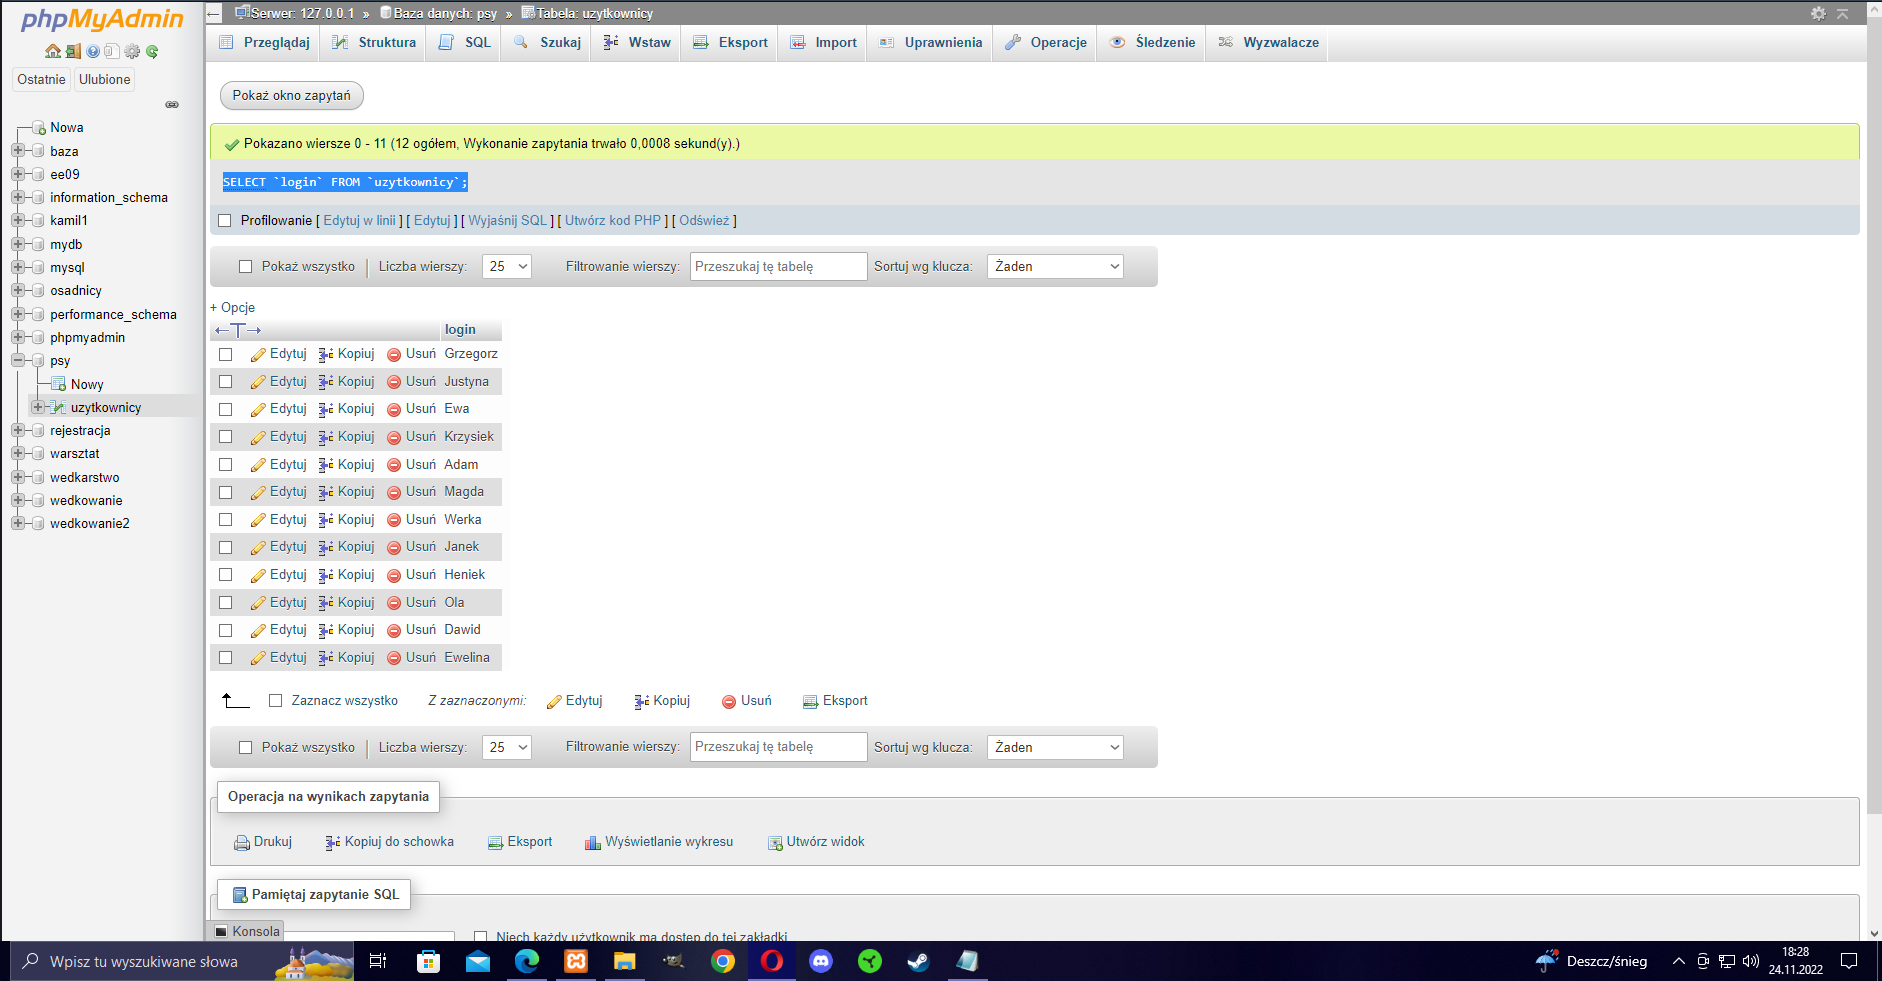 phpMyAdmin
Ostatnie Ulubione
Nowa
baza
ee09
information_schema
kamil1
mydb
mysql
osadnicy
performance_schema
phpmyadmin
psy
Nowy
uzytkownicy
rejestracja
warsztat
wedkarstwo
wedkowanie
wedkowanie2
Serwer: 127.0.0.1 » Baza danych: psy » Tabela: uzytkownicy
Przeglądaj Struktura SQL Szukaj Wstaw Eksport Import Uprawnienia Operacje Śledzenie Wyzwalacze
Pokaż okno zapytań
Pokazano wiersze 0 - 11 (12 ogółem, Wykonanie zapytania trwało 0,0008 sekund(y).)
SELECT `login` FROM `uzytkownicy`;
Profilowanie [ Edytuj w linii ] [ Edytuj ] [ Wyjaśnij SQL ] [ Utwórz kod PHP ] [ Odśwież ]
Pokaż wszystko | Liczba wierszy: 25 Filtrowanie wierszy: Przeszukaj tę tabelę Sortuj wg klucza: Żaden
+ Opcje
←T→ login
Edytuj Kopiuj Usuń Grzegorz
Edytuj Kopiuj Usuń Justyna
Edytuj Kopiuj Usuń Ewa
Edytuj Kopiuj Usuń Krzysiek
Edytuj Kopiuj Usuń Adam
Edytuj Kopiuj Usuń Magda
Edytuj Kopiuj Usuń Werka
Edytuj Kopiuj Usuń Janek
Edytuj Kopiuj Usuń Heniek
Edytuj Kopiuj Usuń Ola
Edytuj Kopiuj Usuń Dawid
Edytuj Kopiuj Usuń Ewelina
Zaznacz wszystko Z zaznaczonymi: Edytuj Kopiuj Usuń Eksport
Pokaż wszystko | Liczba wierszy: 25 Filtrowanie wierszy: Przeszukaj tę tabelę Sortuj wg klucza: Żaden
Operacja na wynikach zapytania
Drukuj Kopiuj do schowka Eksport Wyświetlanie wykresu Utwórz widok
Pamiętaj zapytanie SQL
Konsola
Niech każdy użytkownik ma dostęp do tej zakładki
Wpisz tu wyszukiwane słowa
Deszcz/śnieg
18:28
24.11.2022